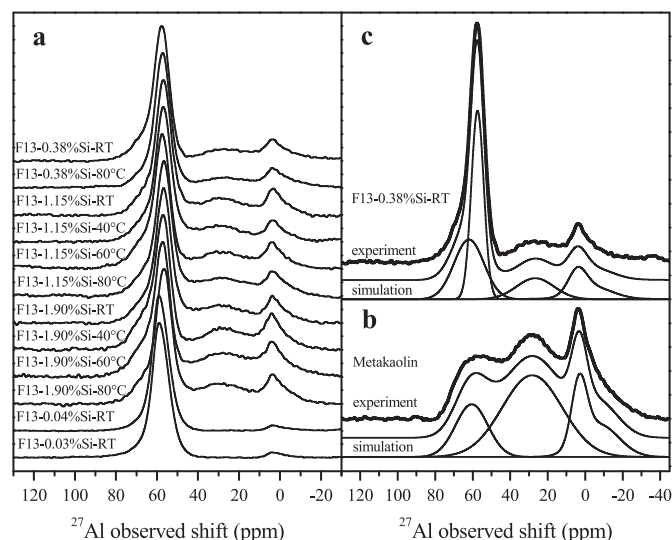 a
F13-0.38%Si-RT
F13-0.38%Si-80°C
F13-1.15%Si-RT
F13-1.15%Si-40°C
F13-1.15%Si-60°C
F13-1.15%Si-80°C
F13-1.90%Si-RT
F13-1.90%Si-40°C
F13-1.90%Si-60°C
F13-1.90%Si-80°C
F13-0.04%Si-RT
F13-0.03%Si-RT
120 100 80 60 40 20 0 -20
²⁷Al observed shift (ppm)
c
F13-0.38%Si-RT
experiment
simulation
b
Metakaolin
experiment
simulation
120 100 80 60 40 20 0 -20 -40
²⁷Al observed shift (ppm)